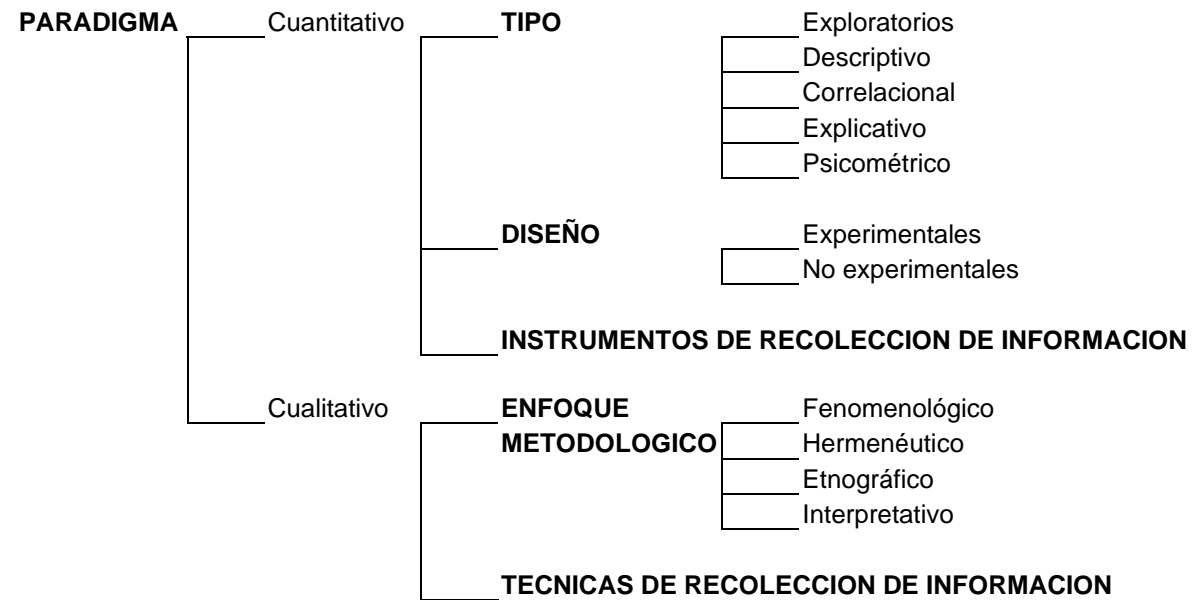 PARADIGMA Cuantitativo TIPO Exploratorios
Descriptivo
Correlacional
Explicativo
Psicométrico
DISEÑO Experimentales
No experimentales
INSTRUMENTOS DE RECOLECCION DE INFORMACION
Cualitativo ENFOQUE Fenomenológico
METODOLOGICO Hermenéutico
Etnográfico
Interpretativo
TECNICAS DE RECOLECCION DE INFORMACION